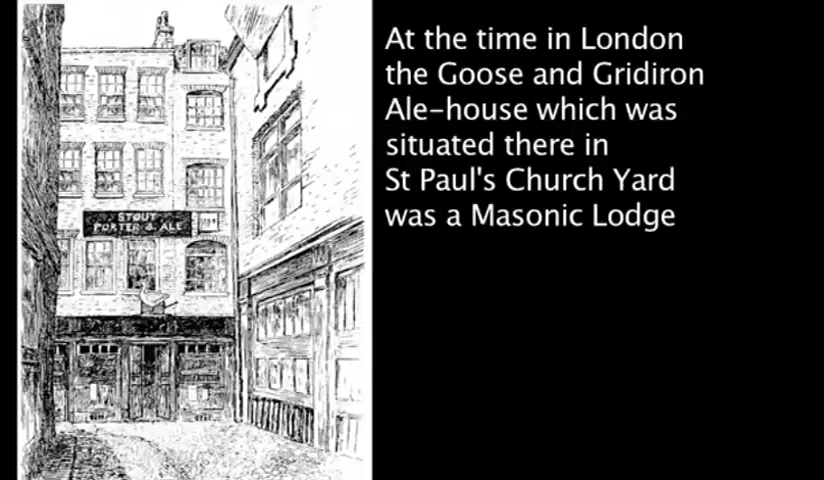 At the time in London
the Goose and Gridiron
Ale-house which was
situated there in
St Paul's Church Yard
was a Masonic Lodge
STOUT
PORTER & ALE